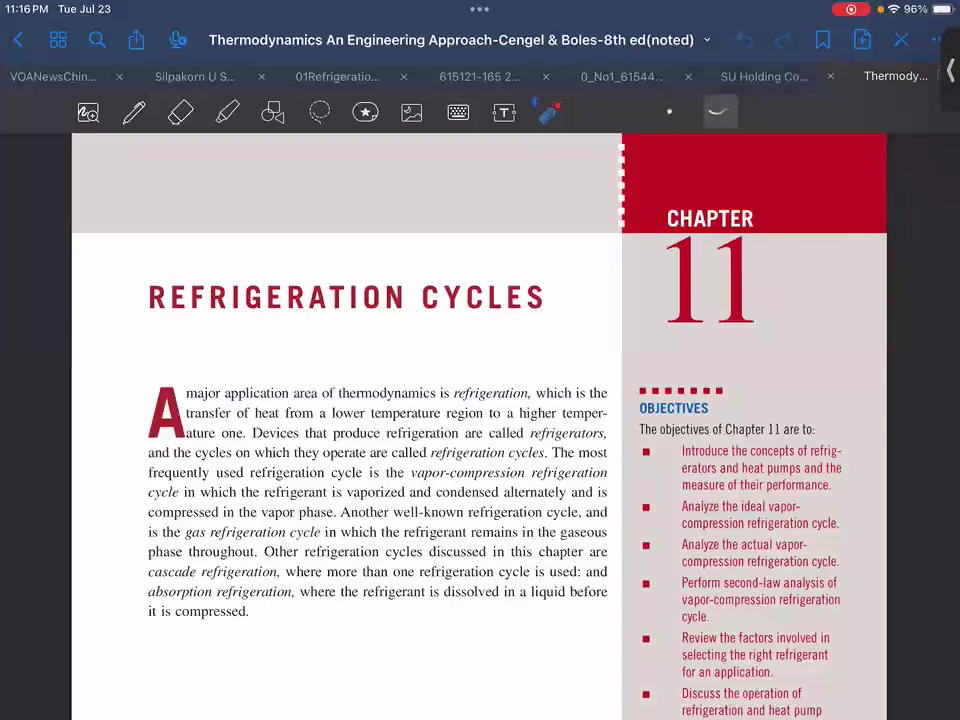 11:16 PM Tue Jul 23
96%
Thermodynamics An Engineering Approach-Cengel & Boles-8th ed(noted)
VOANewsChin... × Silpakorn U S... × 01Refrigeratio... × 615121-165 2... × 0_No1_61544... × SU Holding Co... × Thermody...
CHAPTER
11
REFRIGERATION CYCLES
A major application area of thermodynamics is refrigeration, which is the
transfer of heat from a lower temperature region to a higher temper-
ature one. Devices that produce refrigeration are called refrigerators,
and the cycles on which they operate are called refrigeration cycles. The most
frequently used refrigeration cycle is the vapor-compression refrigeration
cycle in which the refrigerant is vaporized and condensed alternately and is
compressed in the vapor phase. Another well-known refrigeration cycle, and
is the gas refrigeration cycle in which the refrigerant remains in the gaseous
phase throughout. Other refrigeration cycles discussed in this chapter are
cascade refrigeration, where more than one refrigeration cycle is used: and
absorption refrigeration, where the refrigerant is dissolved in a liquid before
it is compressed.
OBJECTIVES
The objectives of Chapter 11 are to:
■ Introduce the concepts of refrig-
erators and heat pumps and the
measure of their performance.
■ Analyze the ideal vapor-
compression refrigeration cycle.
■ Analyze the actual vapor-
compression refrigeration cycle.
■ Perform second-law analysis of
vapor-compression refrigeration
cycle.
■ Review the factors involved in
selecting the right refrigerant
for an application.
■ Discuss the operation of
refrigeration and heat pump